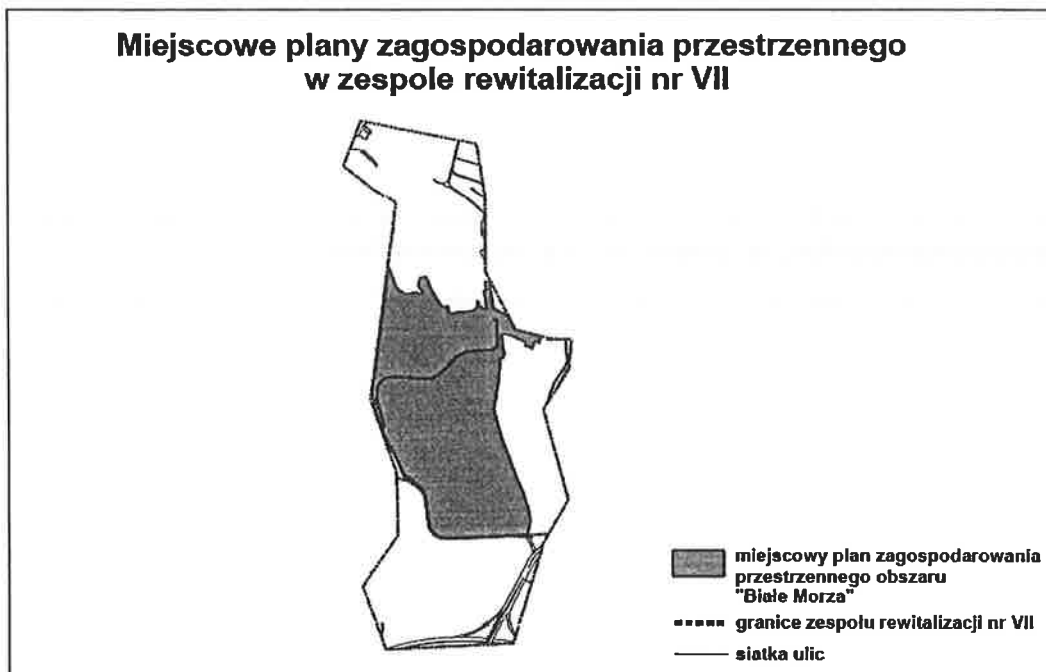 Miejscowe plany zagospodarowania przestrzennego
w zespole rewitalizacji nr VII
miejscowy plan zagospodarowania
przestrzennego obszaru
"Białe Morza"
granice zespołu rewitalizacji nr VII
siatka ulic